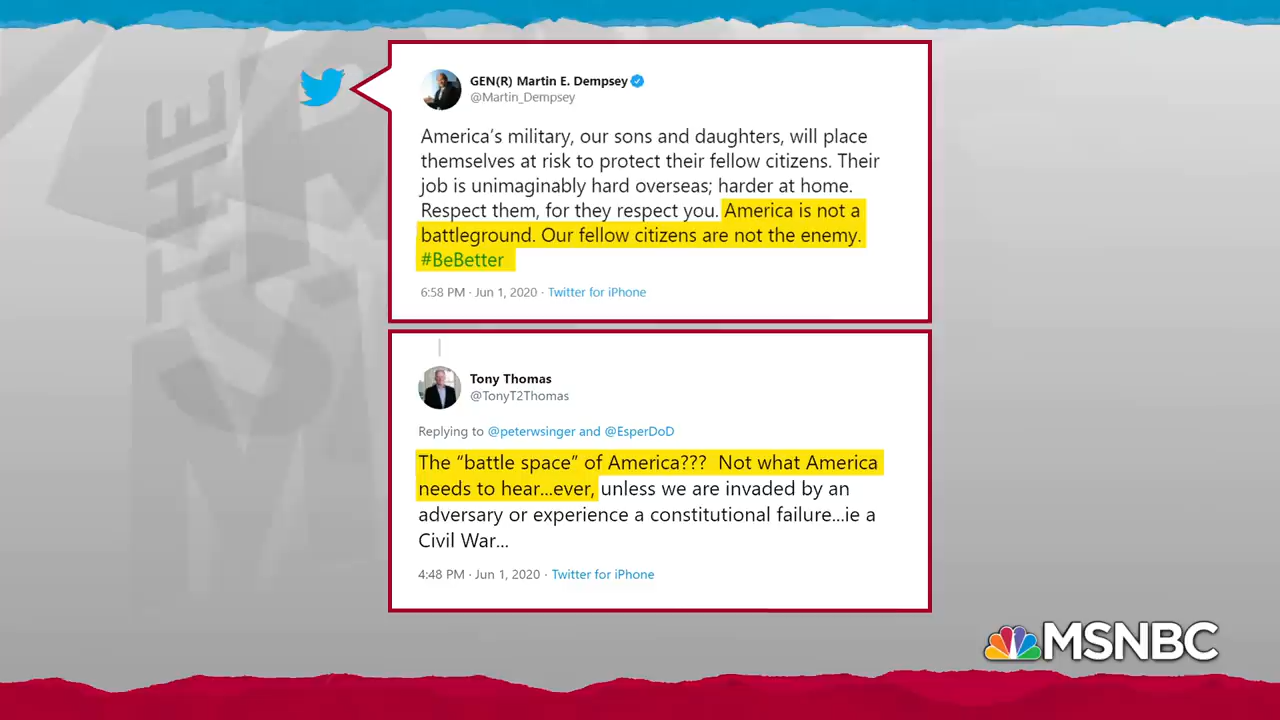 THE
GEN(R) Martin E. Dempsey
@Martin_Dempsey
America's military, our sons and daughters, will place
themselves at risk to protect their fellow citizens. Their
job is unimaginably hard overseas; harder at home.
Respect them, for they respect you. America is not a
battleground. Our fellow citizens are not the enemy.
#BeBetter
6:58 PM · Jun 1, 2020 · Twitter for iPhone
Tony Thomas
@TonyT2Thomas
Replying to @peterwsinger and @EsperDoD
The “battle space” of America??? Not what America
needs to hear...ever, unless we are invaded by an
adversary or experience a constitutional failure...ie a
Civil War...
4:48 PM · Jun 1, 2020 · Twitter for iPhone
MSNBC